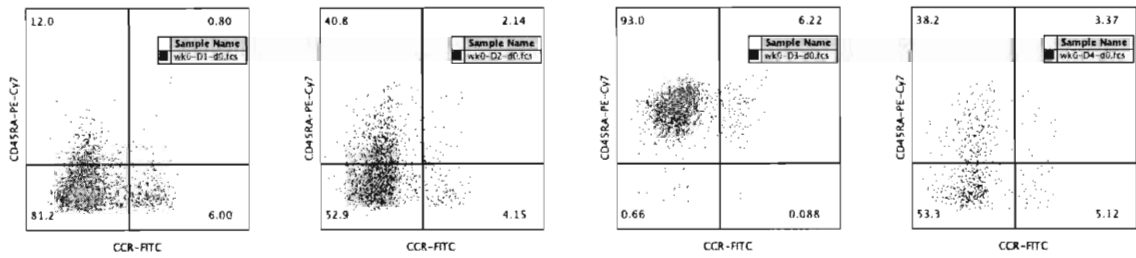 12.0 0.80
Sample Name
wk0-D1-d0.fcs
CD45RA-PE-Cy7
81.2 6.00
CCR-FITC
40.8 2.14
Sample Name
wk0-D2-d0.fcs
CD45RA-PE-Cy7
52.9 4.15
CCR-FITC
93.0 6.22
Sample Name
wk0-D3-d0.fcs
CD45RA-PE-Cy7
0.66 0.088
CCR-FITC
38.2 3.37
Sample Name
wk0-D4-d0.fcs
CD45RA-PE-Cy7
53.3 5.12
CCR-FITC